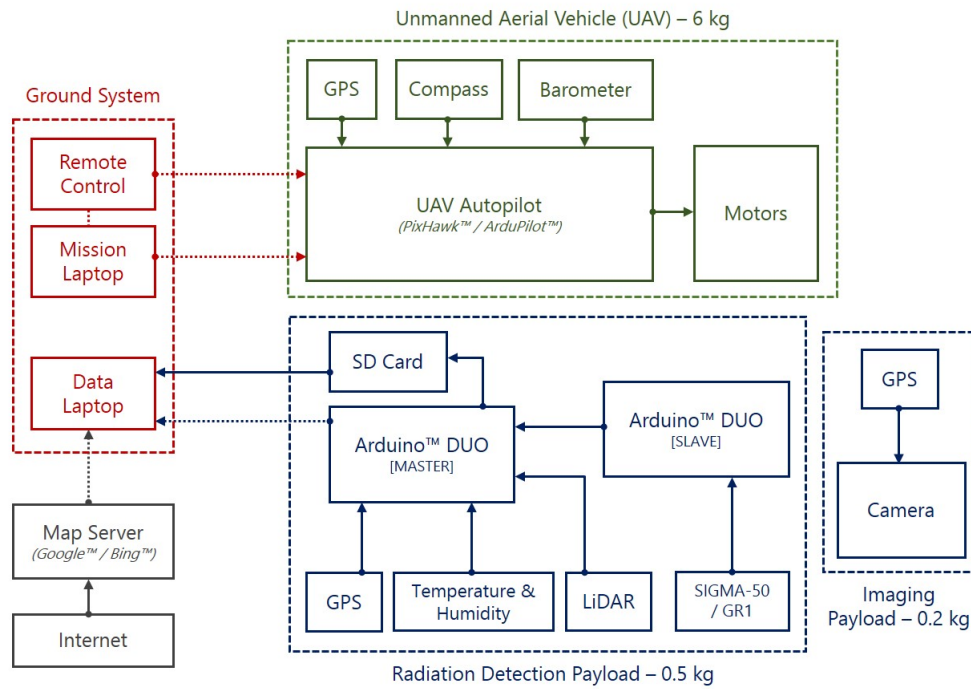 Unmanned Aerial Vehicle (UAV) – 6 kg
GPS
Compass
Barometer
UAV Autopilot
(PixHawk™ / ArduPilot™)
Motors
Ground System
Remote
Control
Mission
Laptop
Data
Laptop
Map Server
(Google™ / Bing™)
Internet
SD Card
Arduino™ DUO
[MASTER]
Arduino™ DUO
[SLAVE]
GPS
Temperature &
Humidity
LiDAR
SIGMA-50
/ GR1
Radiation Detection Payload – 0.5 kg
GPS
Camera
Imaging
Payload – 0.2 kg